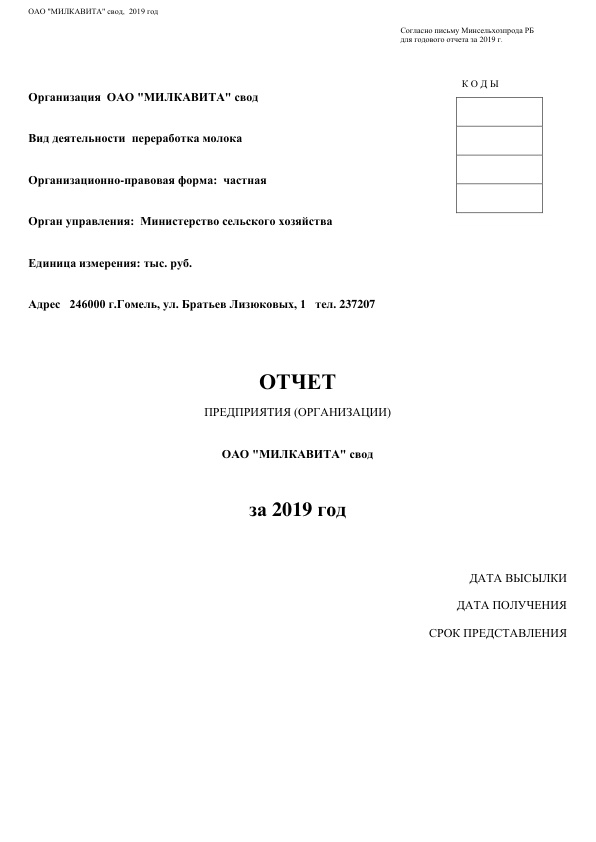 ОАО "МИЛКАВИТА" свод,  2019 год
Согласно письму Минсельхозпрода РБ
для годового отчета за 2019 г.
К О Д Ы
Организация  ОАО "МИЛКАВИТА" свод
Вид деятельности  переработка молока
Организационно-правовая форма:  частная
Орган управления:  Министерство сельского хозяйства
Единица измерения: тыс. руб.
Адрес   246000 г.Гомель, ул. Братьев Лизюковых, 1   тел. 237207
ОТЧЕТ
ПРЕДПРИЯТИЯ (ОРГАНИЗАЦИИ)
ОАО "МИЛКАВИТА" свод
за 2019 год
ДАТА ВЫСЫЛКИ
ДАТА ПОЛУЧЕНИЯ
СРОК ПРЕДСТАВЛЕНИЯ